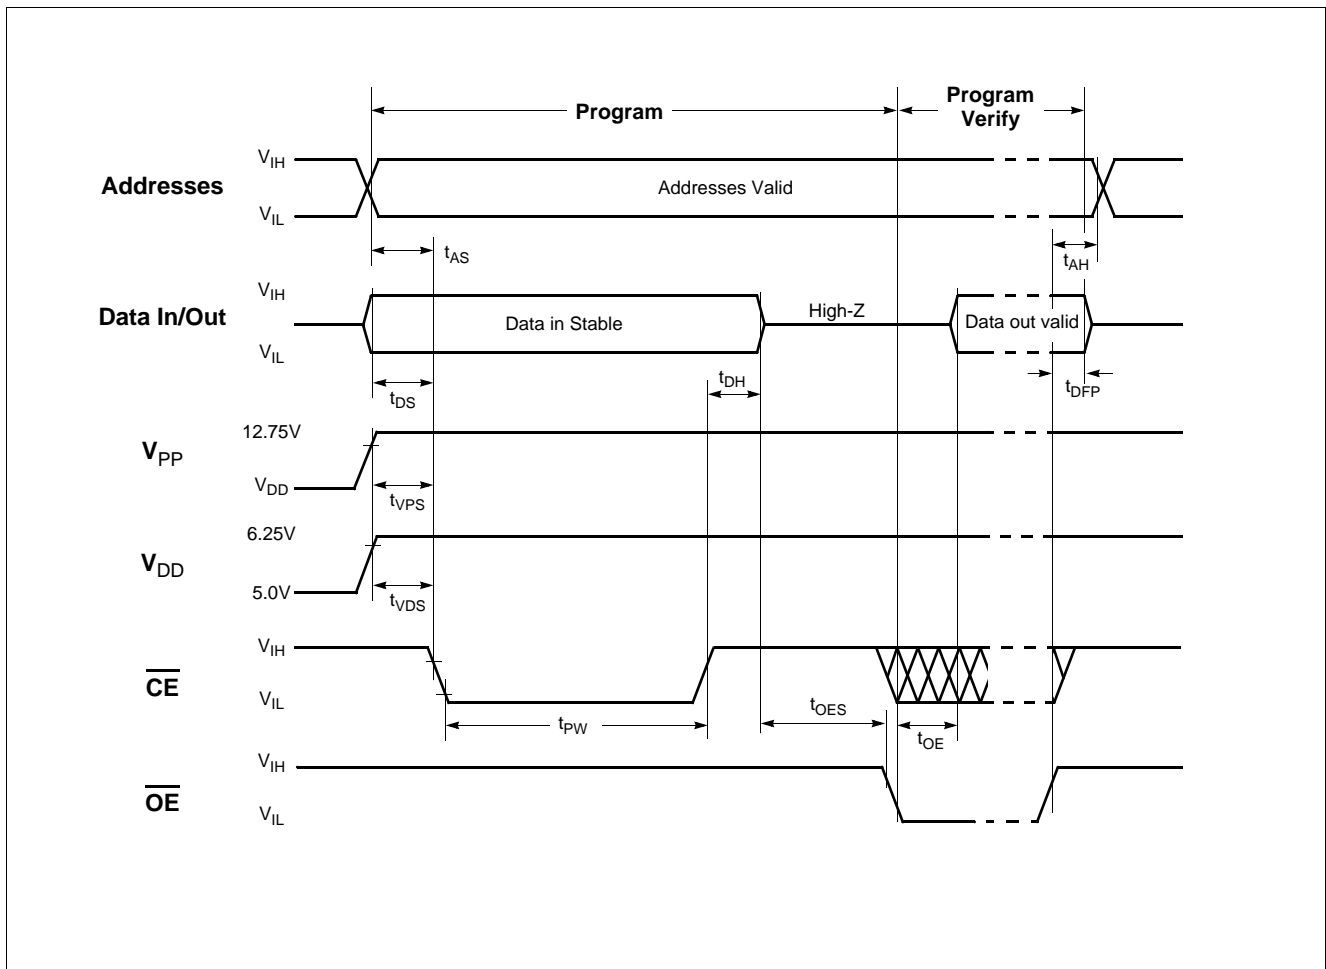 Program
Program
Verify
Addresses
VIH
Addresses Valid
VIL
tAS
tAH
Data In/Out
VIH
Data in Stable
High-Z
Data out valid
VIL
tDS
tDH
tDFP
VPP
12.75V
VDD
tVPS
VDD
6.25V
5.0V
tVDS
CE
VIH
VIL
tPW
tOES
tOE
OE
VIH
VIL